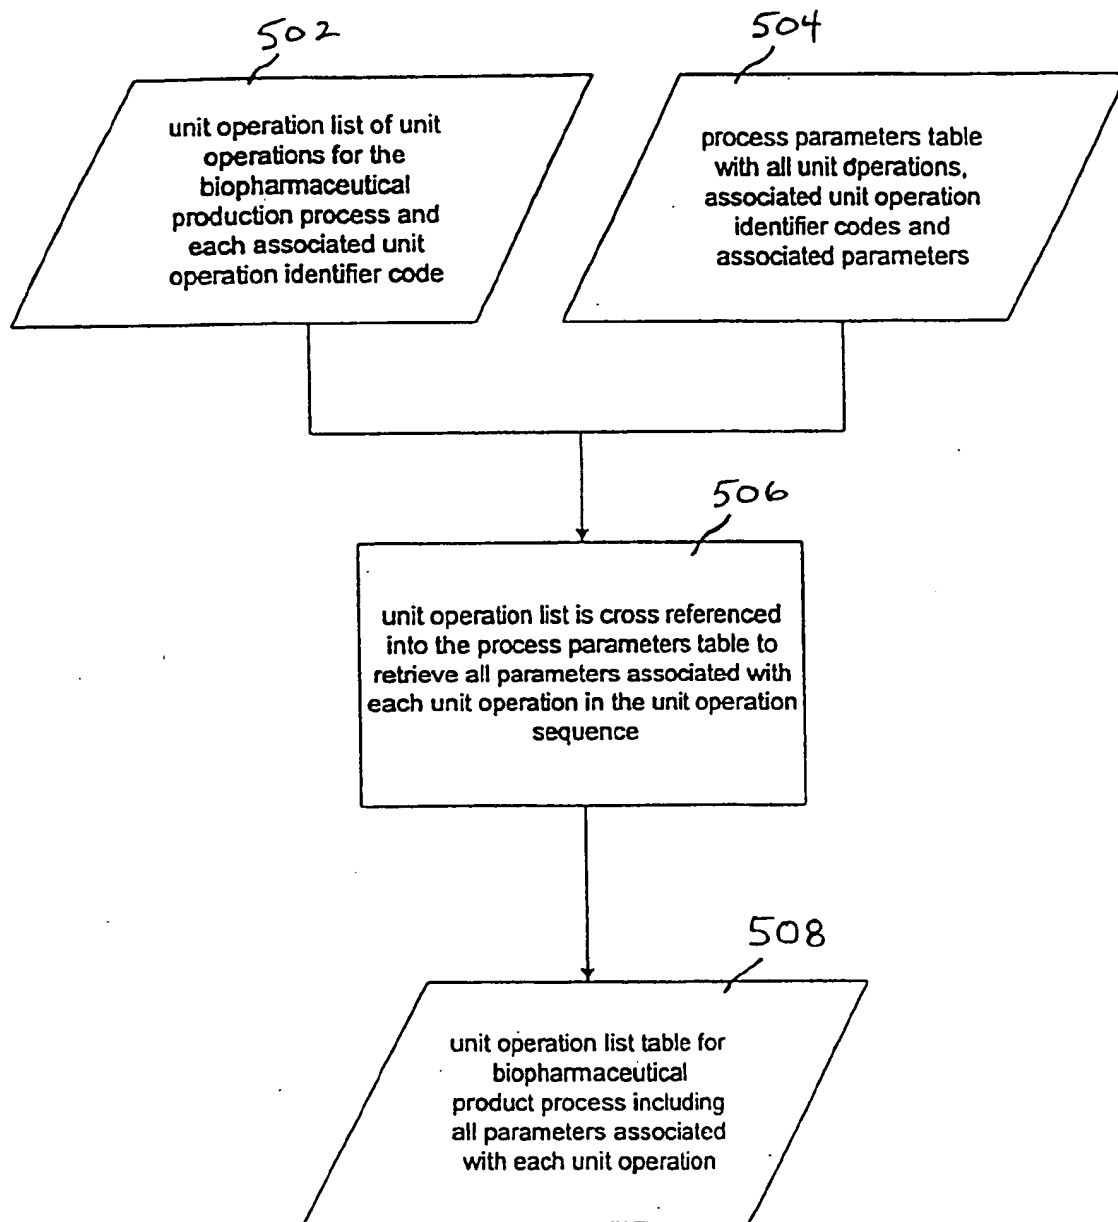 502
504
unit operation list of unit
operations for the
biopharmaceutical
production process and
each associated unit
operation identifier code
process parameters table
with all unit operations,
associated unit operation
identifier codes and
associated parameters
506
unit operation list is cross referenced
into the process parameters table to
retrieve all parameters associated with
each unit operation in the unit operation
sequence
508
unit operation list table for
biopharmaceutical
product process including
all parameters associated
with each unit operation